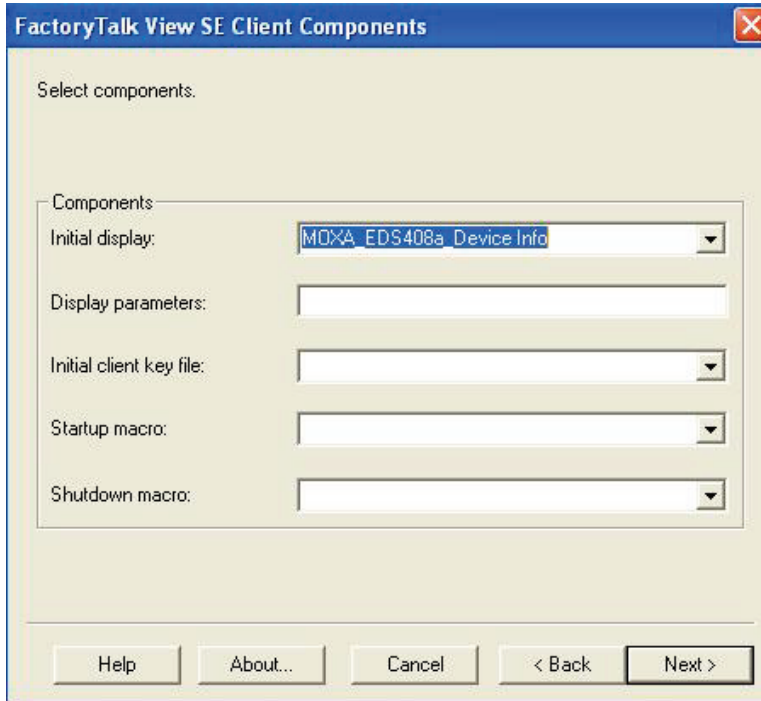 FactoryTalk View SE Client Components
Select components.
Components
Initial display: MOXA_EDS408a_Device Info
Display parameters:
Initial client key file:
Startup macro:
Shutdown macro:
Help About... Cancel < Back Next >